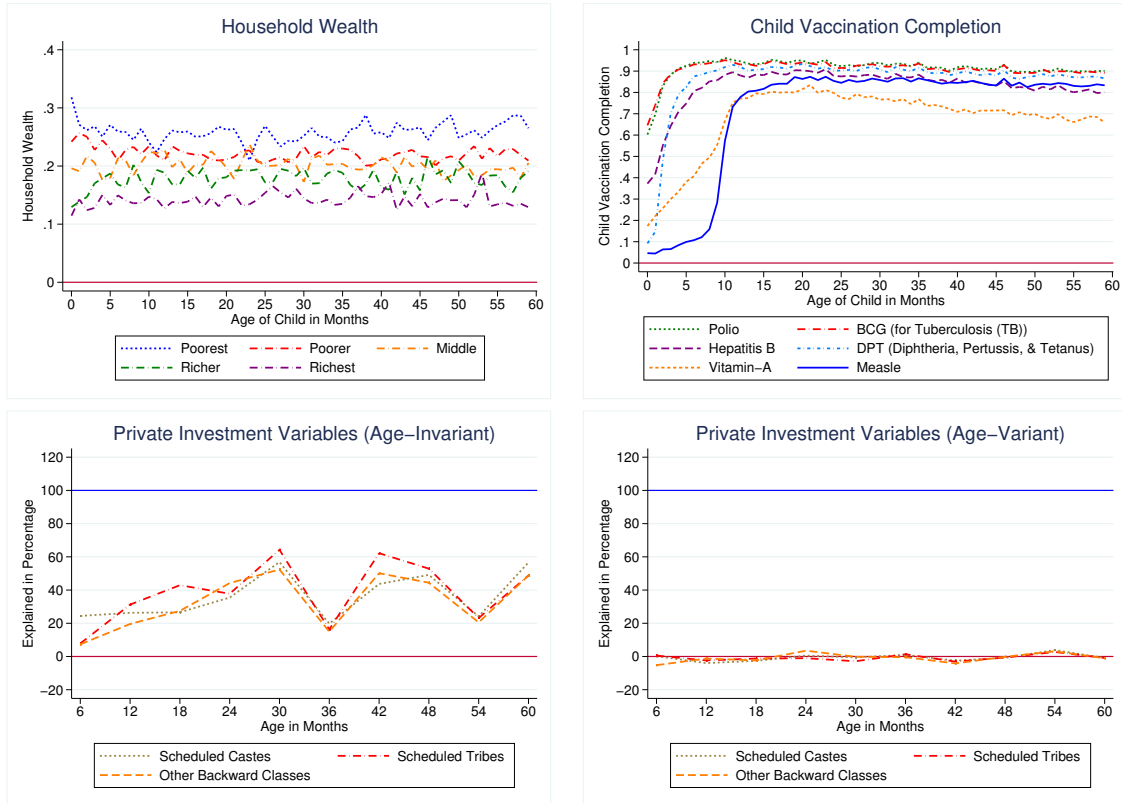 Household Wealth
Household Wealth
.4
.3
.2
.1
0
0 5 10 15 20 25 30 35 40 45 50 55 60
Age of Child in Months
Poorest Poorer Middle
Richer Richest
Child Vaccination Completion
Child Vaccination Completion
1
.9
.8
.7
.6
.5
.4
.3
.2
.1
0
0 5 10 15 20 25 30 35 40 45 50 55 60
Age of Child in Months
Polio BCG (for Tuberculosis (TB))
Hepatitis B DPT (Diphtheria, Pertussis, & Tetanus)
Vitamin−A Measle
Private Investment Variables (Age−Invariant)
Explained in Percentage
120
100
80
60
40
20
0
−20
6 12 18 24 30 36 42 48 54 60
Age in Months
Scheduled Castes Scheduled Tribes
Other Backward Classes
Private Investment Variables (Age−Variant)
Explained in Percentage
120
100
80
60
40
20
0
−20
6 12 18 24 30 36 42 48 54 60
Age in Months
Scheduled Castes Scheduled Tribes
Other Backward Classes